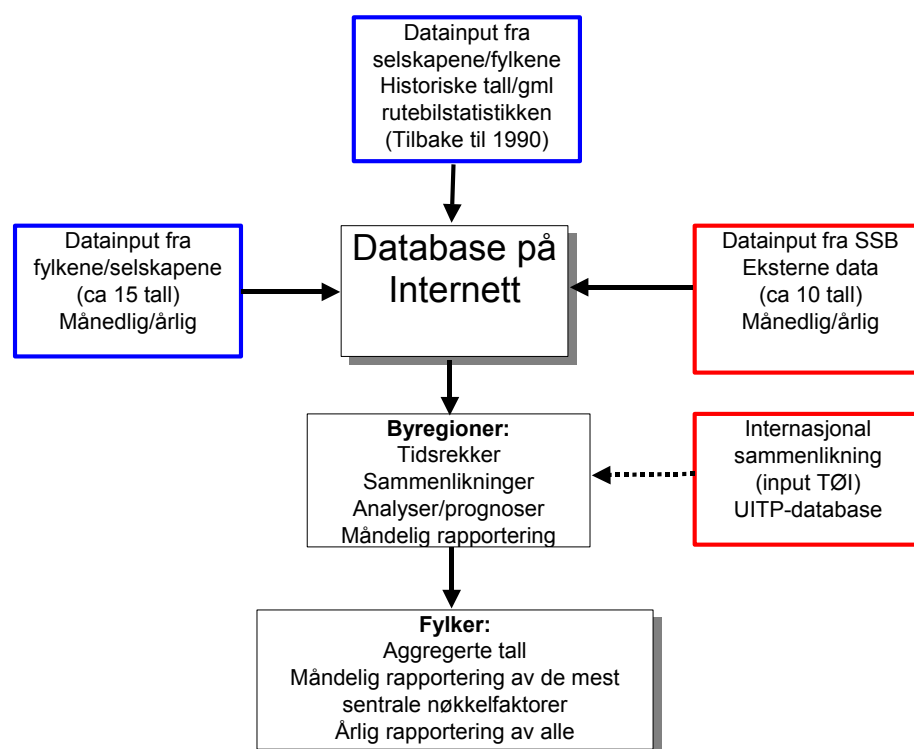 Datainput fra
selskapene/fylkene
Historiske tall/gml
rutebilstatistikken
(Tilbake til 1990)
Datainput fra
fylkene/selskapene
(ca 15 tall)
Månedlig/årlig
Database på
Internett
Datainput fra SSB
Eksterne data
(ca 10 tall)
Månedlig/årlig
Byregioner:
Tidsrekker
Sammenlikninger
Analyser/prognoser
Måndelig rapportering
Internasjonal
sammenlikning
(input TØI)
UITP-database
Fylker:
Aggregerte tall
Måndelig rapportering av de mest
sentrale nøkkelfaktorer
Årlig rapportering av alle